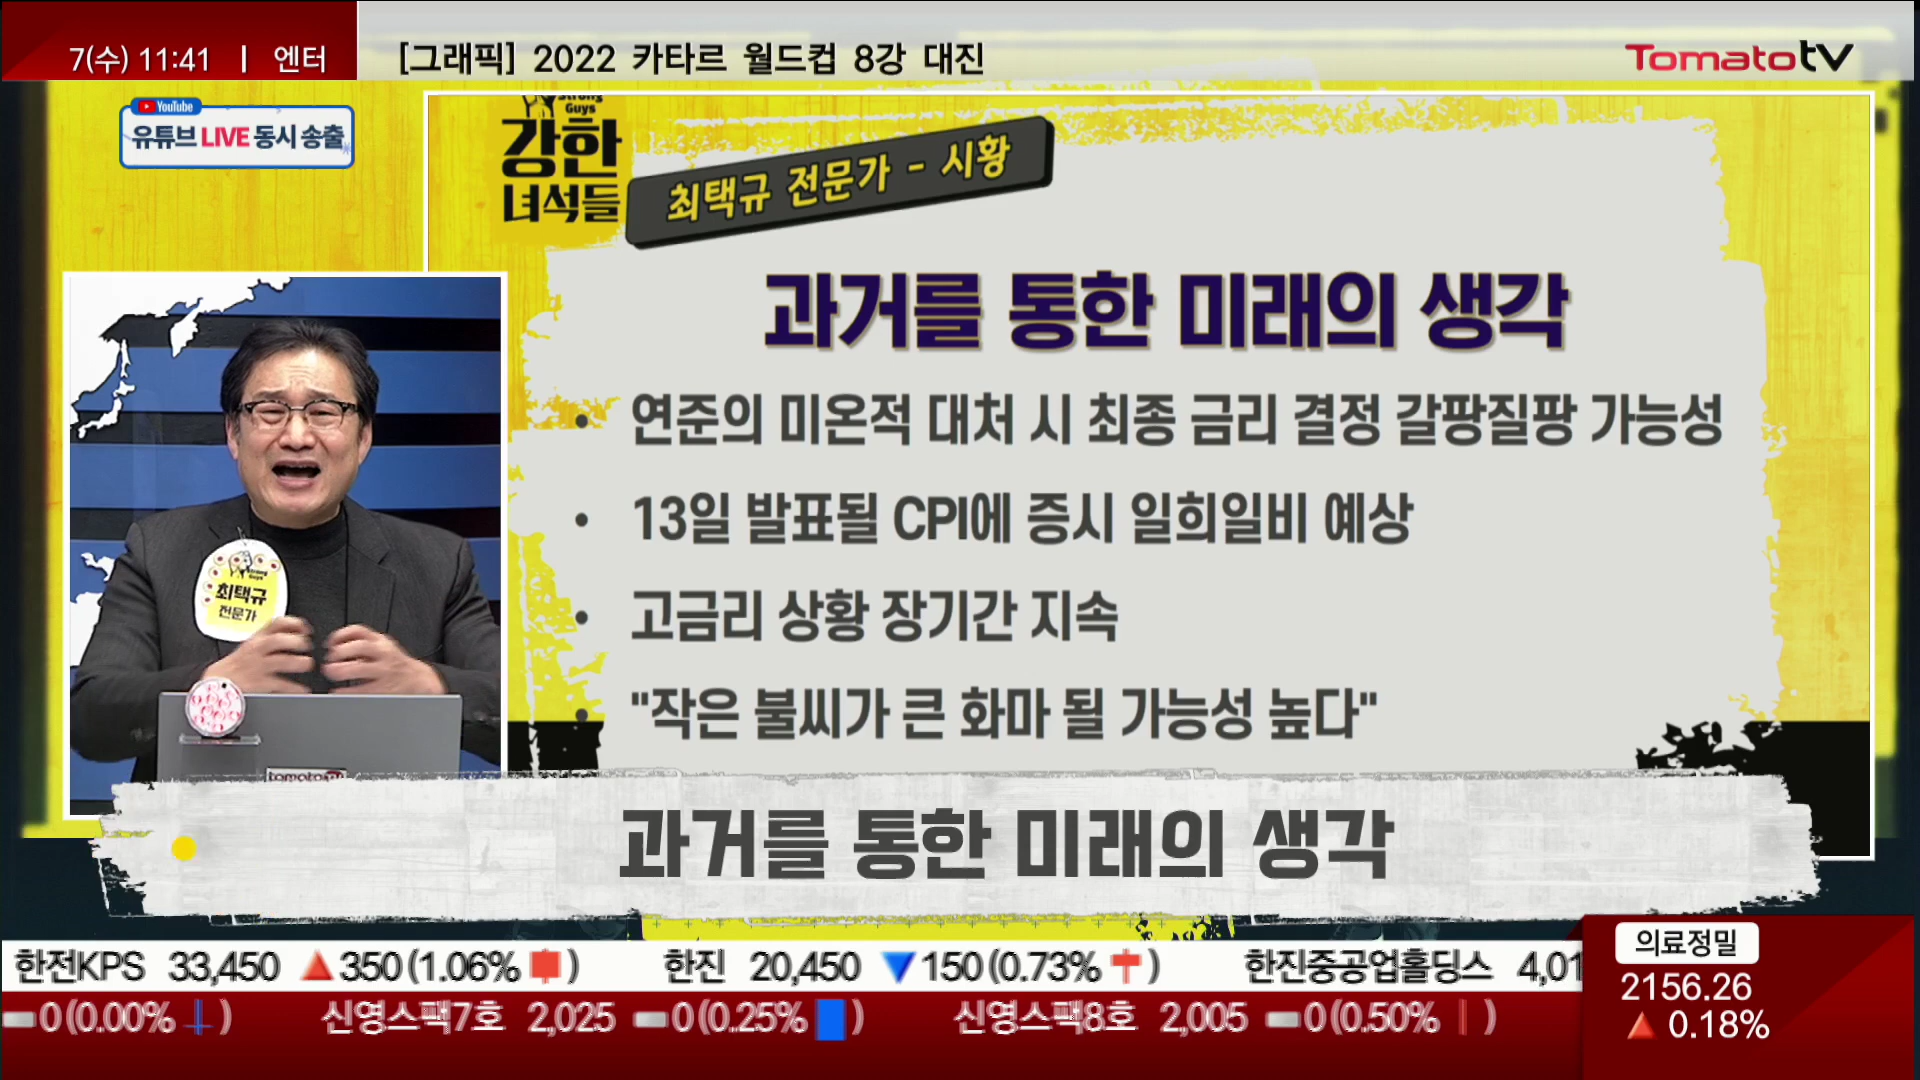 7(수) 11:41 | 엔터
[그래픽] 2022 카타르 월드컵 8강 대진
Tomatotv
YouTube
유튜브 LIVE 동시 송출
Strong
Guys
강한
녀석들
최택규 전문가 - 시황
과거를 통한 미래의 생각
• 연준의 미온적 대처 시 최종 금리 결정 갈팡질팡 가능성
• 13일 발표될 CPI에 증시 일희일비 예상
• 고금리 상황 장기간 지속
• "작은 불씨가 큰 화마 될 가능성 높다"
Strong
Guys
최택규
전문가
tomatotv
과거를 통한 미래의 생각
한전KPS 33,450 ▲350(1.06% ) 한진 20,450 ▼150(0.73% ) 한진중공업홀딩스 4,01
0(0.00% ) 신영스팩7호 2,025 0(0.25% ) 신영스팩8호 2,005 0(0.50% )
의료정밀
2156.26
▲ 0.18%